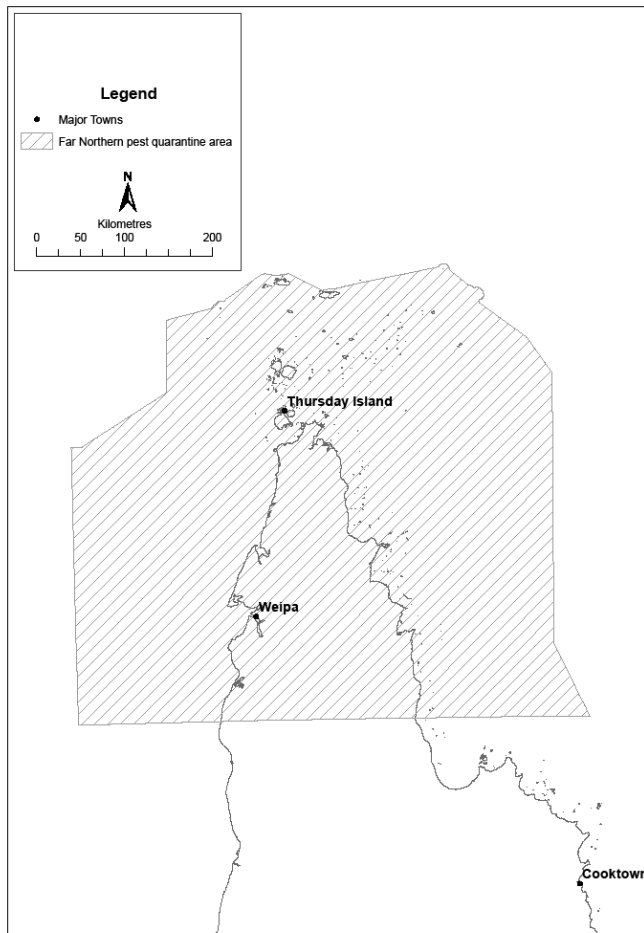 Legend
Major Towns
Far Northern pest quarantine area
N
Kilometres
0 50 100 200
Thursday Island
Weipa
Cooktown